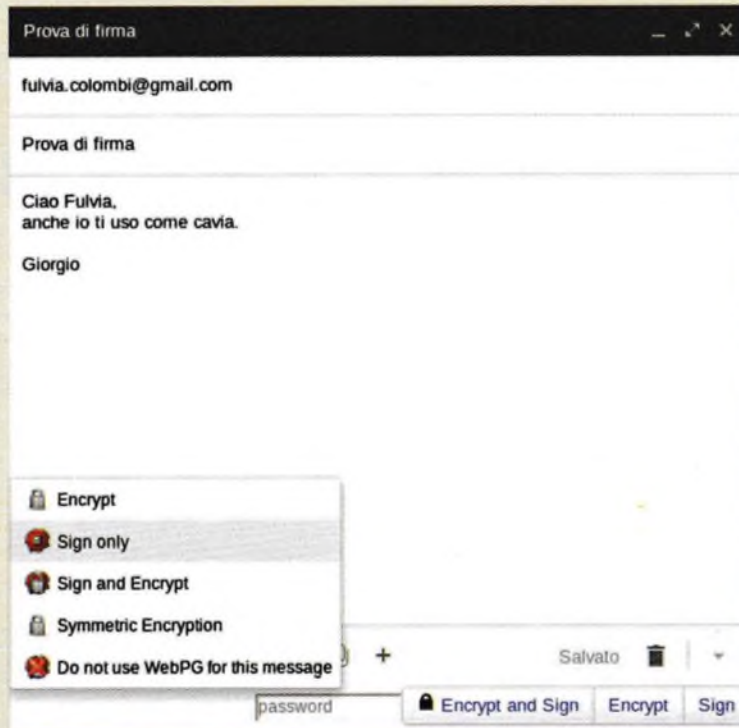 Prova di firma
fulvia.colombi@gmail.com
Prova di firma
Ciao Fulvia,
anche io ti uso come cavia.
Giorgio
Encrypt
Sign only
Sign and Encrypt
Symmetric Encryption
Do not use WebPG for this message
Salvato
password
Encrypt and Sign
Encrypt
Sign